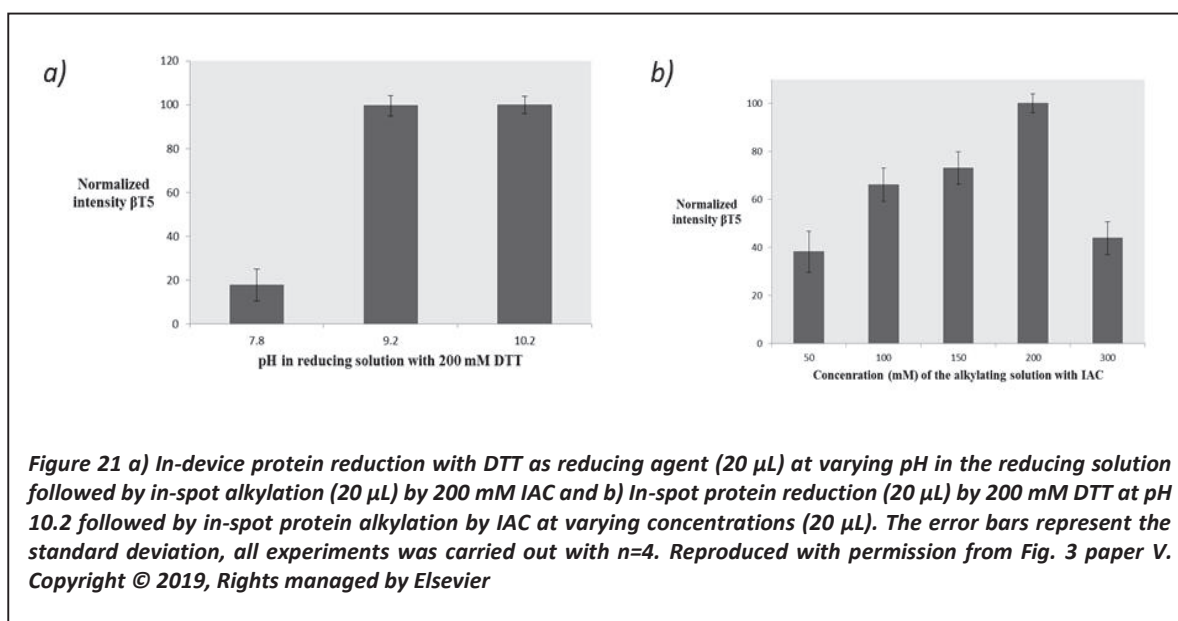 a)
120
100
80
60
40
20
0
Normalized
intensity βT5
7.8 9.2 10.2
pH in reducing solution with 200 mM DTT
b)
100
80
60
40
20
0
Normalized
intensity βT5
50 100 150 200 300
Concenration (mM) of the alkylating solution with IAC
Figure 21 a) In-device protein reduction with DTT as reducing agent (20 μL) at varying pH in the reducing solution
followed by in-spot alkylation (20 μL) by 200 mM IAC and b) In-spot protein reduction (20 μL) by 200 mM DTT at pH
10.2 followed by in-spot protein alkylation by IAC at varying concentrations (20 μL). The error bars represent the
standard deviation, all experiments was carried out with n=4. Reproduced with permission from Fig. 3 paper V.
Copyright © 2019, Rights managed by Elsevier